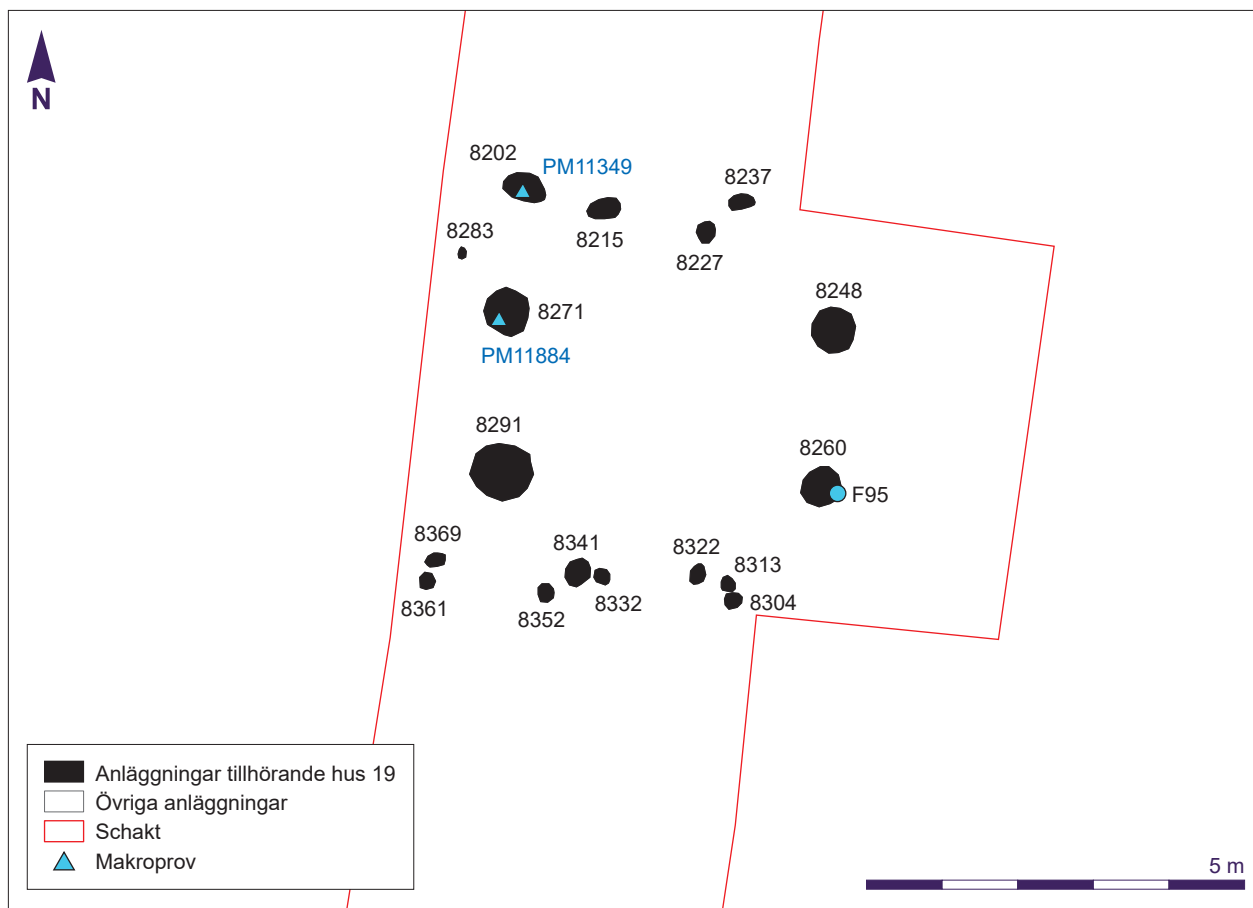 N
8202
PM11349
8237
8283
8215
8227
8271
8248
PM11884
8291
8260
F95
8369
8341
8322
8313
8361
8352
8332
8304
Anläggningar tillhörande hus 19
Övriga anläggningar
Schakt
Makroprov
5 m